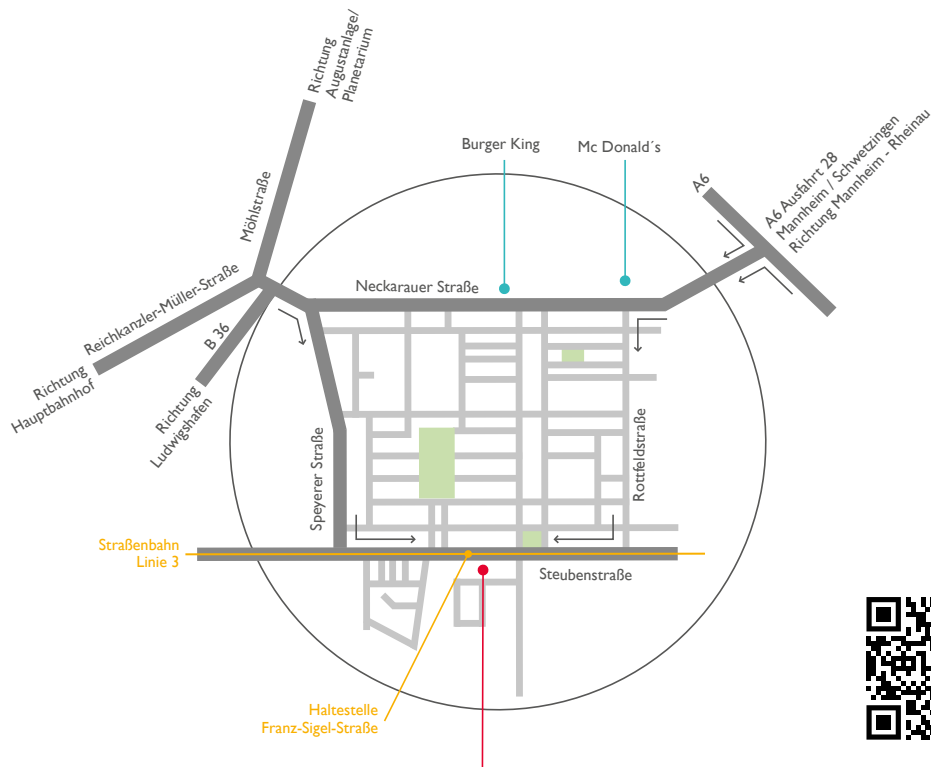 Richtung
Augustanlage/
Planetarium
Möhlstraße
Burger King
Mc Donald´s
A6
A6 Ausfahrt 28
Mannheim / Schwetzingen
Richtung Mannheim - Rheinau
Reichkanzler-Müller-Straße
Neckarauer Straße
B 36
Richtung
Hauptbahnhof
Richtung
Ludwigshafen
Speyerer Straße
Rottfeldstraße
Straßenbahn
Linie 3
Steubenstraße
Haltestelle
Franz-Sigel-Straße